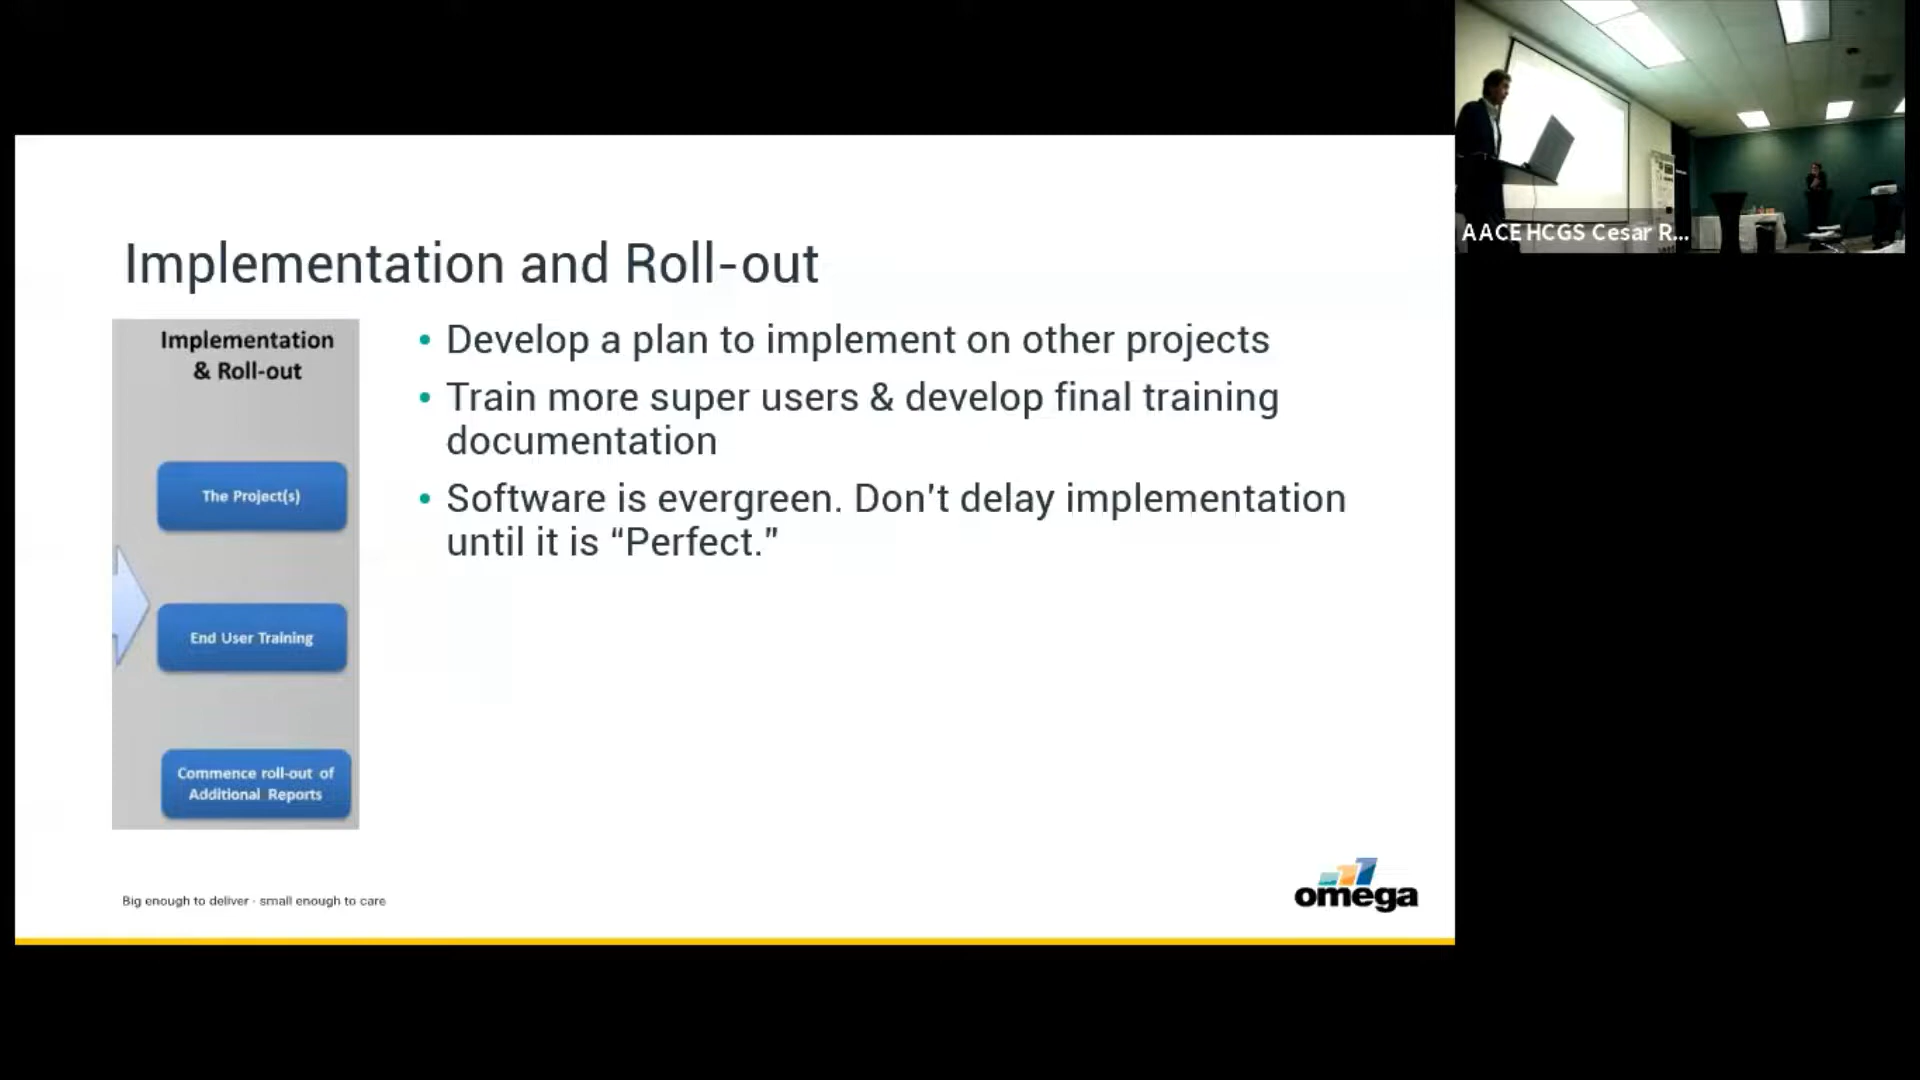 AACE HCGS Cesar R...
Implementation and Roll-out
Implementation
& Roll-out
The Project(s)
End User Training
Commence roll-out of
Additional Reports
• Develop a plan to implement on other projects
• Train more super users & develop final training
documentation
• Software is evergreen. Don't delay implementation
until it is “Perfect.”
Big enough to deliver - small enough to care
omega